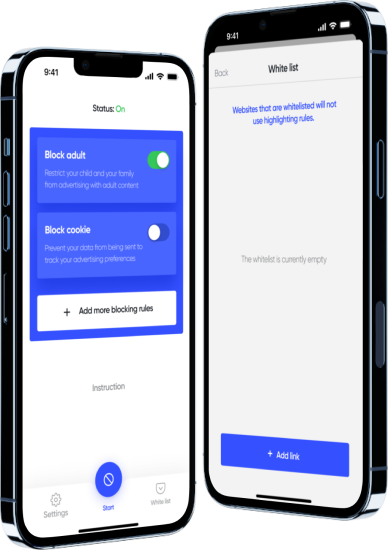 9:41
Status: On
Block adult
Restrict your child and your family
from advertising with adult content
Block cookie
Prevent your data from being sent to
track your advertising preferences
+ Add more blocking rules
Instruction
Settings
Start
White list
9:41
Back
White list
Websites that are whitelisted will not
use highlighting rules.
The whitelist is currently empty
+ Add link